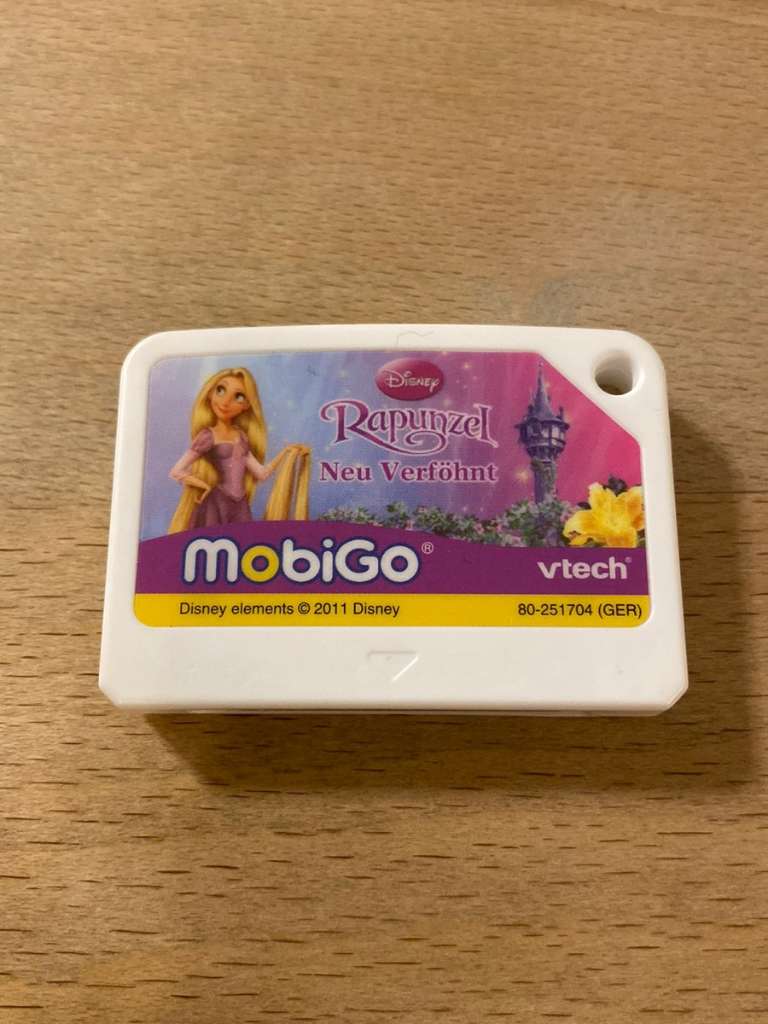 Disney
Rapunzel
Neu Verföhnt
MobiGo®
vtech®
Disney elements © 2011 Disney
80-251704 (GER)